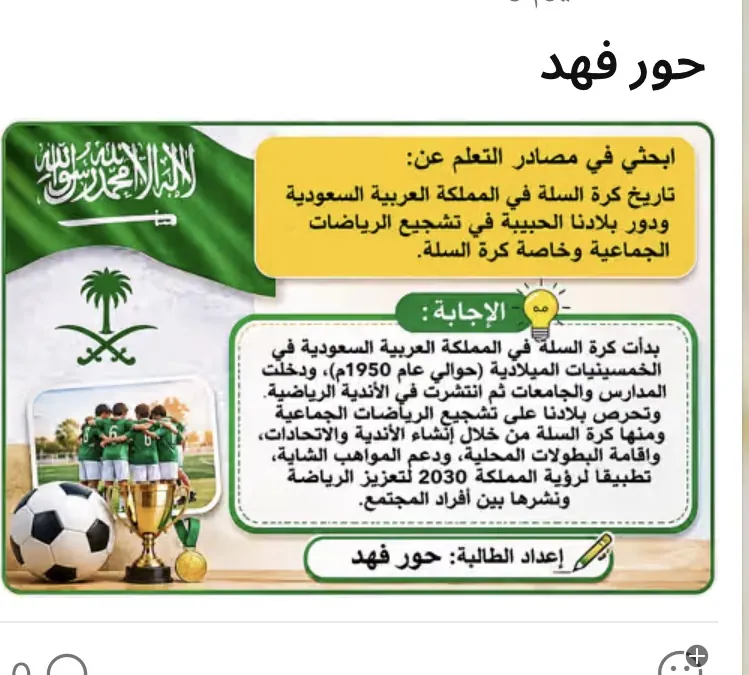 حور فهد
لا إله إلا الله محمد رسول الله
ابحثي في مصادر التعلم عن:
تاريخ كرة السلة في المملكة العربية السعودية
ودور بلادنا الحبيبة في تشجيع الرياضات
الجماعية وخاصة كرة السلة.
الإجابة:
بدأت كرة السلة في المملكة العربية السعودية في
الخمسينيات الميلادية (حوالي عام 1950م)، ودخلت
المدارس والجامعات ثم انتشرت في الأندية الرياضية.
وتحرص بلادنا على تشجيع الرياضات الجماعية
ومنها كرة السلة من خلال إنشاء الأندية والاتحادات،
واقامة البطولات المحلية، ودعم المواهب الشابة،
تطبيقا لرؤية المملكة 2030 لتعزيز الرياضة
ونشرها بين أفراد المجتمع.
6
إعداد الطالبة: حور فهد